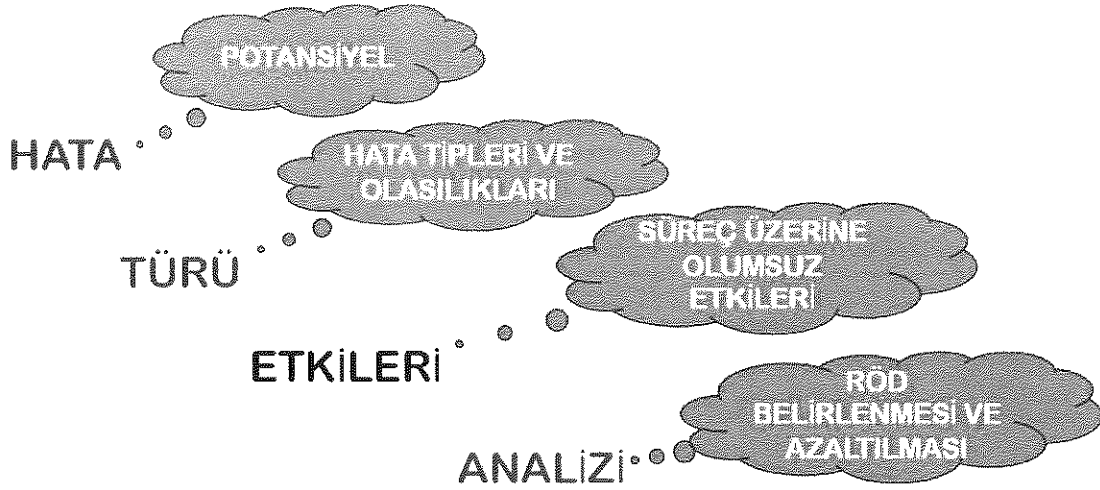 POTANSİYEL
HATA
HATA TİPLERİ VE
OLASILIKLARI
TÜRÜ
SÜREÇ ÜZERİNE
OLUMSUZ
ETKİLERİ
ETKİLERİ
RÖD
BELİRLENMESİ VE
AZALTILMASI
ANALİZİ